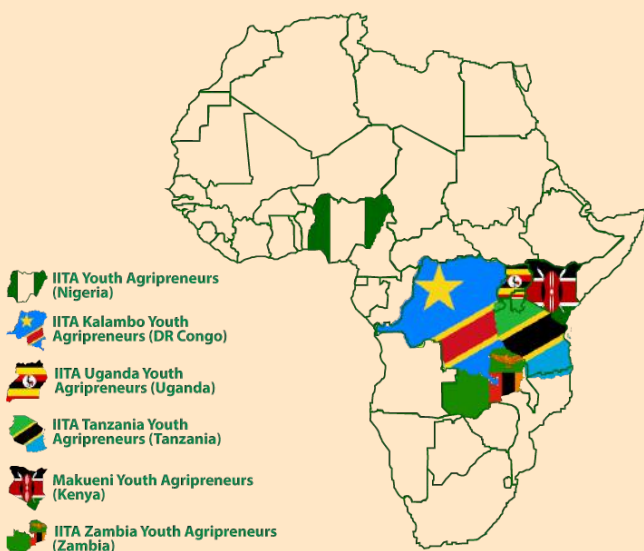 IITA Youth Agripreneurs
(Nigeria)
IITA Kalambo Youth
Agripreneurs (DR Congo)
IITA Uganda Youth
Agripreneurs (Uganda)
IITA Tanzania Youth
Agripreneurs (Tanzania)
Makueni Youth Agripreneurs
(Kenya)
IITA Zambia Youth Agripreneurs
(Zambia)